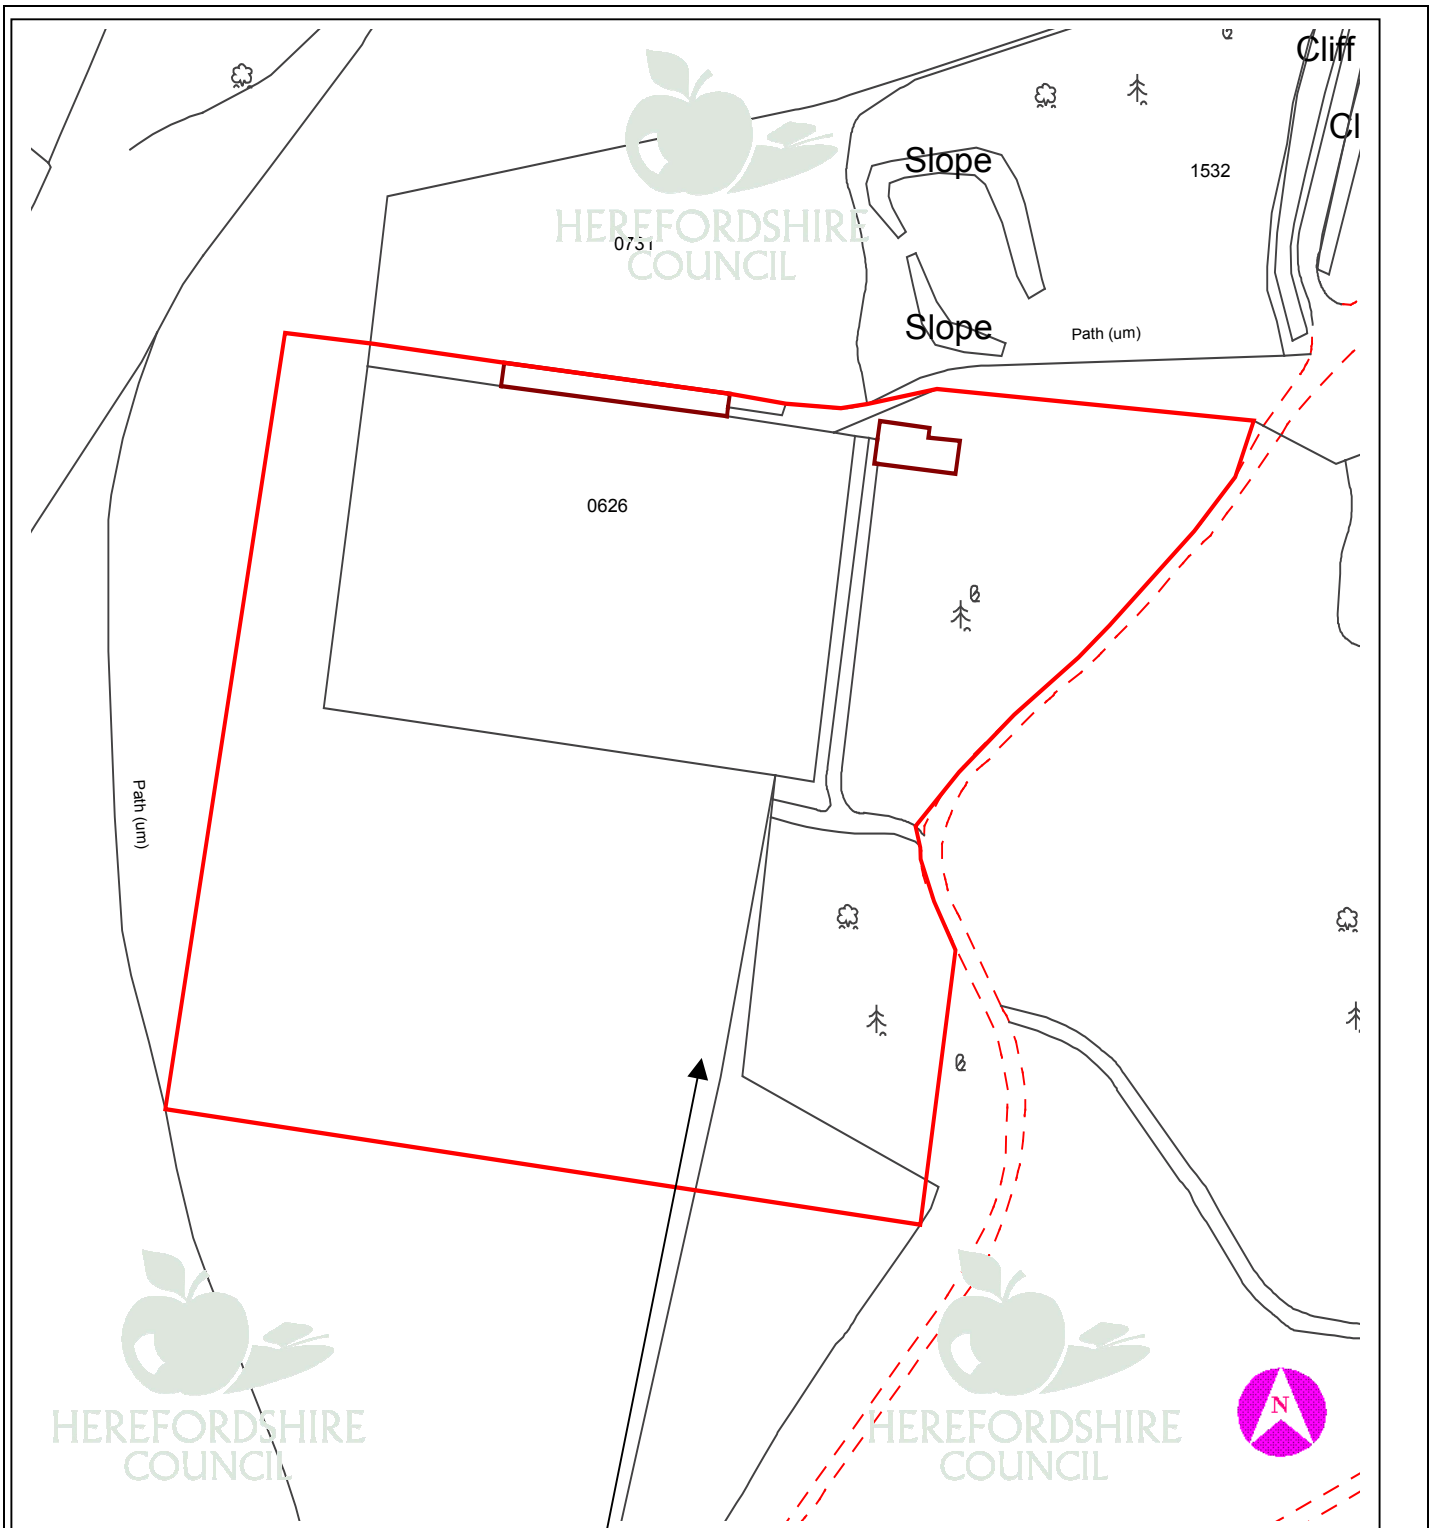 Cliff
Cl
Slope
1532
HEREFORDSHIRE
COUNCIL
Slope
Path (um)
0626
Path (um)
HEREFORDSHIRE
COUNCIL
HEREFORDSHIRE
COUNCIL
N